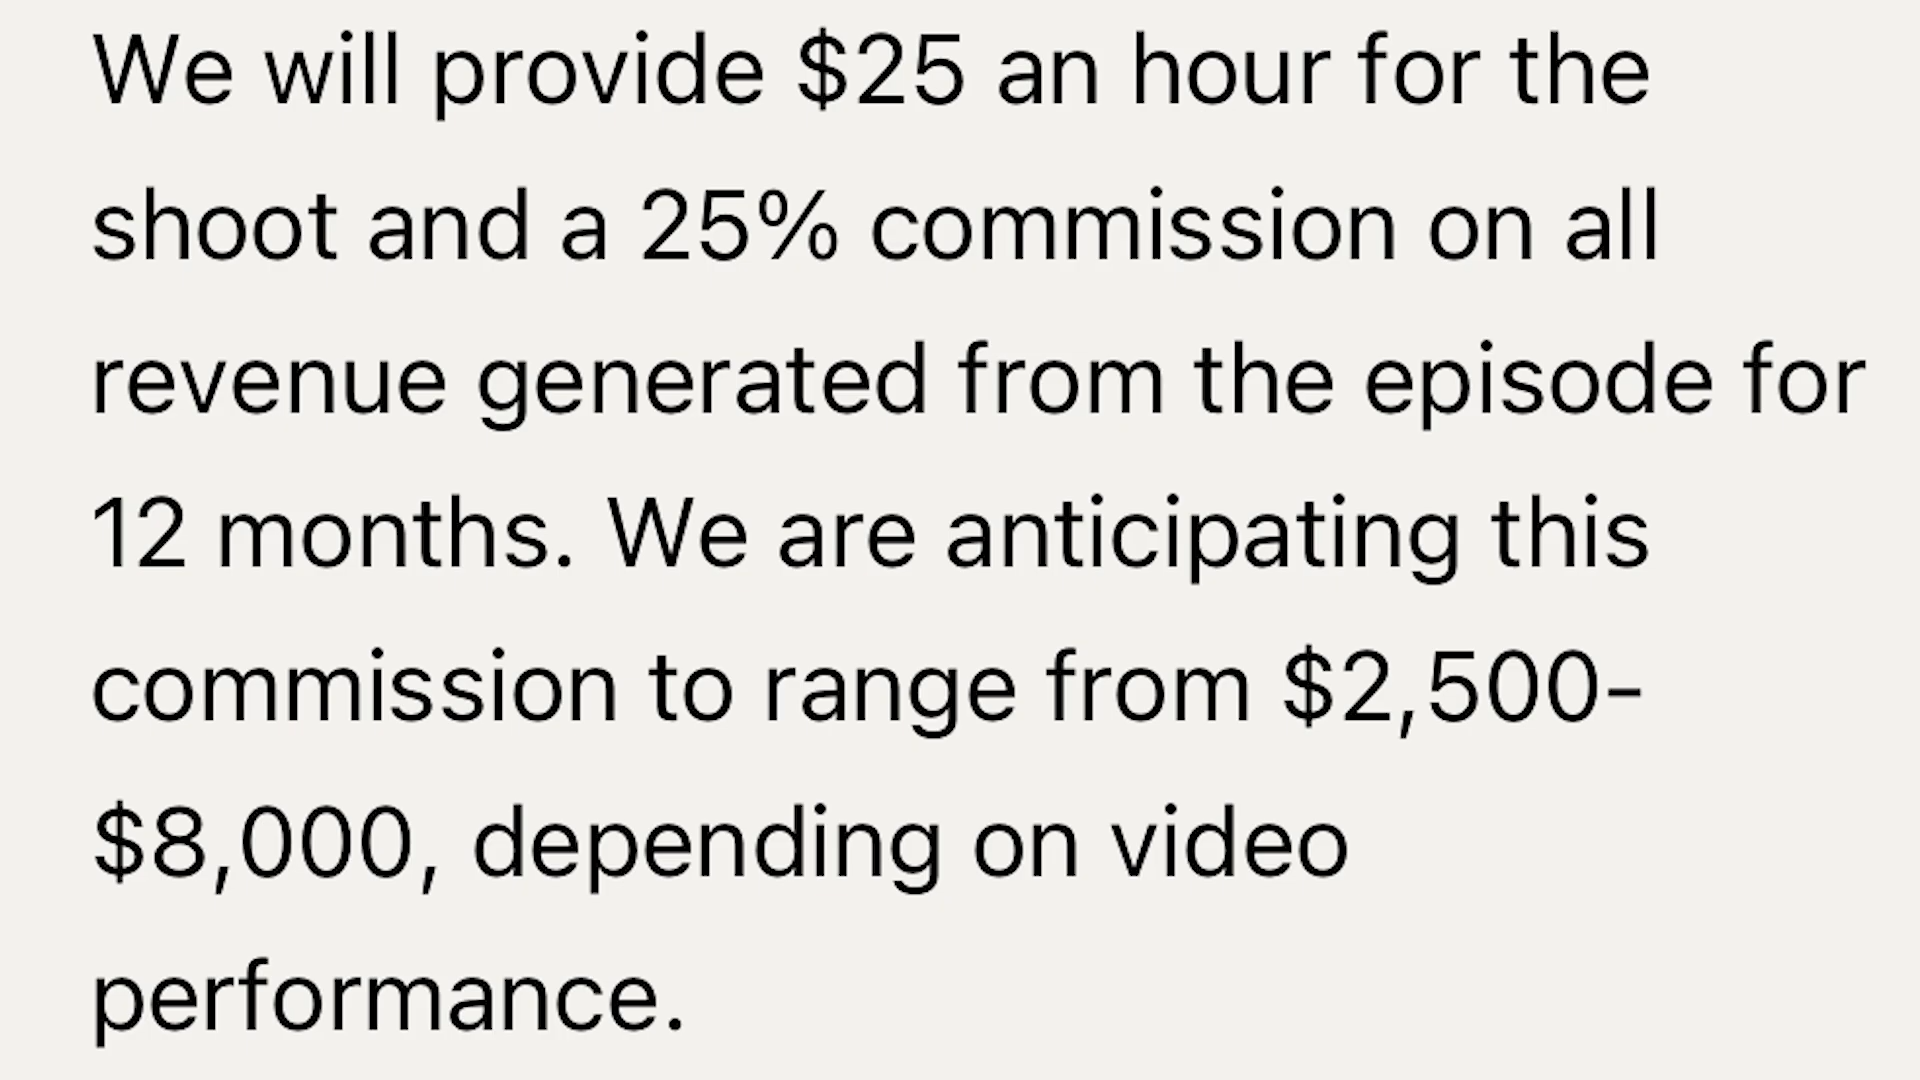 We will provide $25 an hour for the
shoot and a 25% commission on all
revenue generated from the episode for
12 months. We are anticipating this
commission to range from $2,500-
$8,000, depending on video
performance.